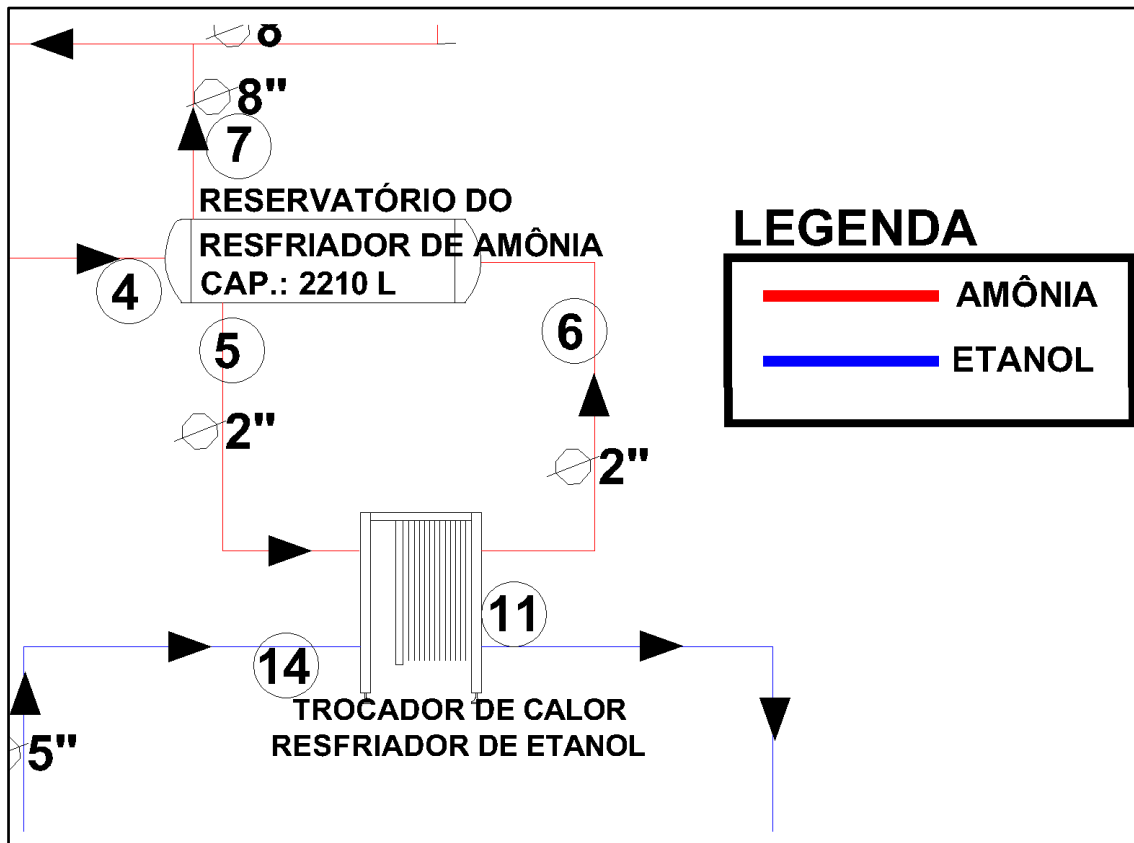 8
8"
7
RESERVATÓRIO DO
RESFRIADOR DE AMÔNIA
CAP.: 2210 L
4
5
6
2"
2"
11
14
TROCADOR DE CALOR
RESFRIADOR DE ETANOL
5"
LEGENDA
AMÔNIA
ETANOL